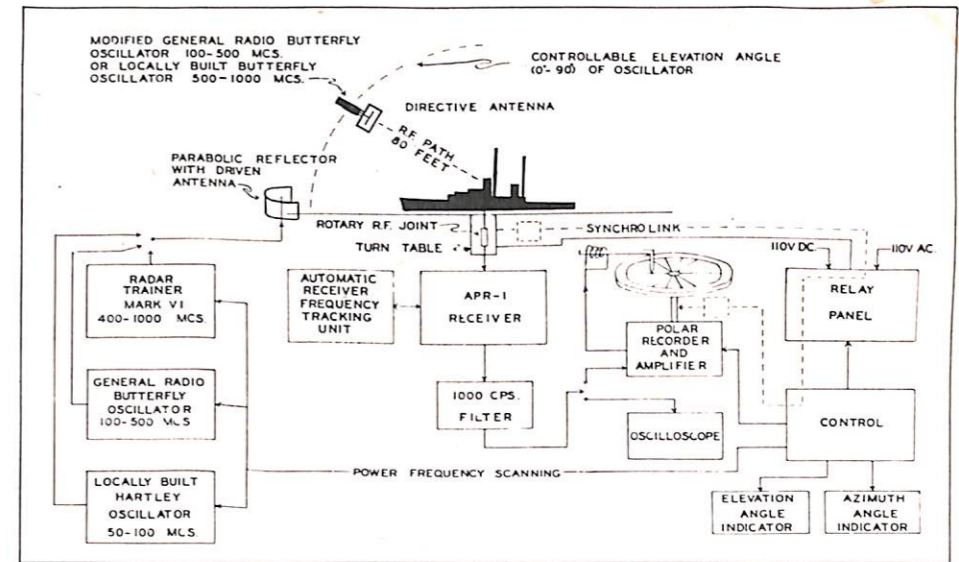 MODIFIED GENERAL RADIO BUTTERFLY
OSCILLATOR 100-500 MCS.
OR LOCALLY BUILT BUTTERFLY
OSCILLATOR 500-1000 MCS.
CONTROLLABLE ELEVATION ANGLE
(0°-90°) OF OSCILLATOR
DIRECTIVE ANTENNA
R.F. PATH
80 FEET
PARABOLIC REFLECTOR
WITH DRIVEN
ANTENNA
ROTARY R.F. JOINT
TURN TABLE
SYNCHRO LINK
110V DC.
110V AC.
RADAR
TRAINER
MARK VI
400-1000 MCS.
AUTOMATIC
RECEIVER
FREQUENCY
TRACKING
UNIT
APR-1
RECEIVER
RELAY
PANEL
POLAR
RECORDER
AND
AMPLIFIER
GENERAL RADIO
BUTTERFLY
OSCILLATOR
100-500 MCS
1000 CPS.
FILTER
OSCILLOSCOPE
CONTROL
POWER FREQUENCY SCANNING
LOCALLY BUILT
HARTLEY
OSCILLATOR
50-100 MCS.
ELEVATION
ANGLE
INDICATOR
AZIMUTH
ANGLE
INDICATOR